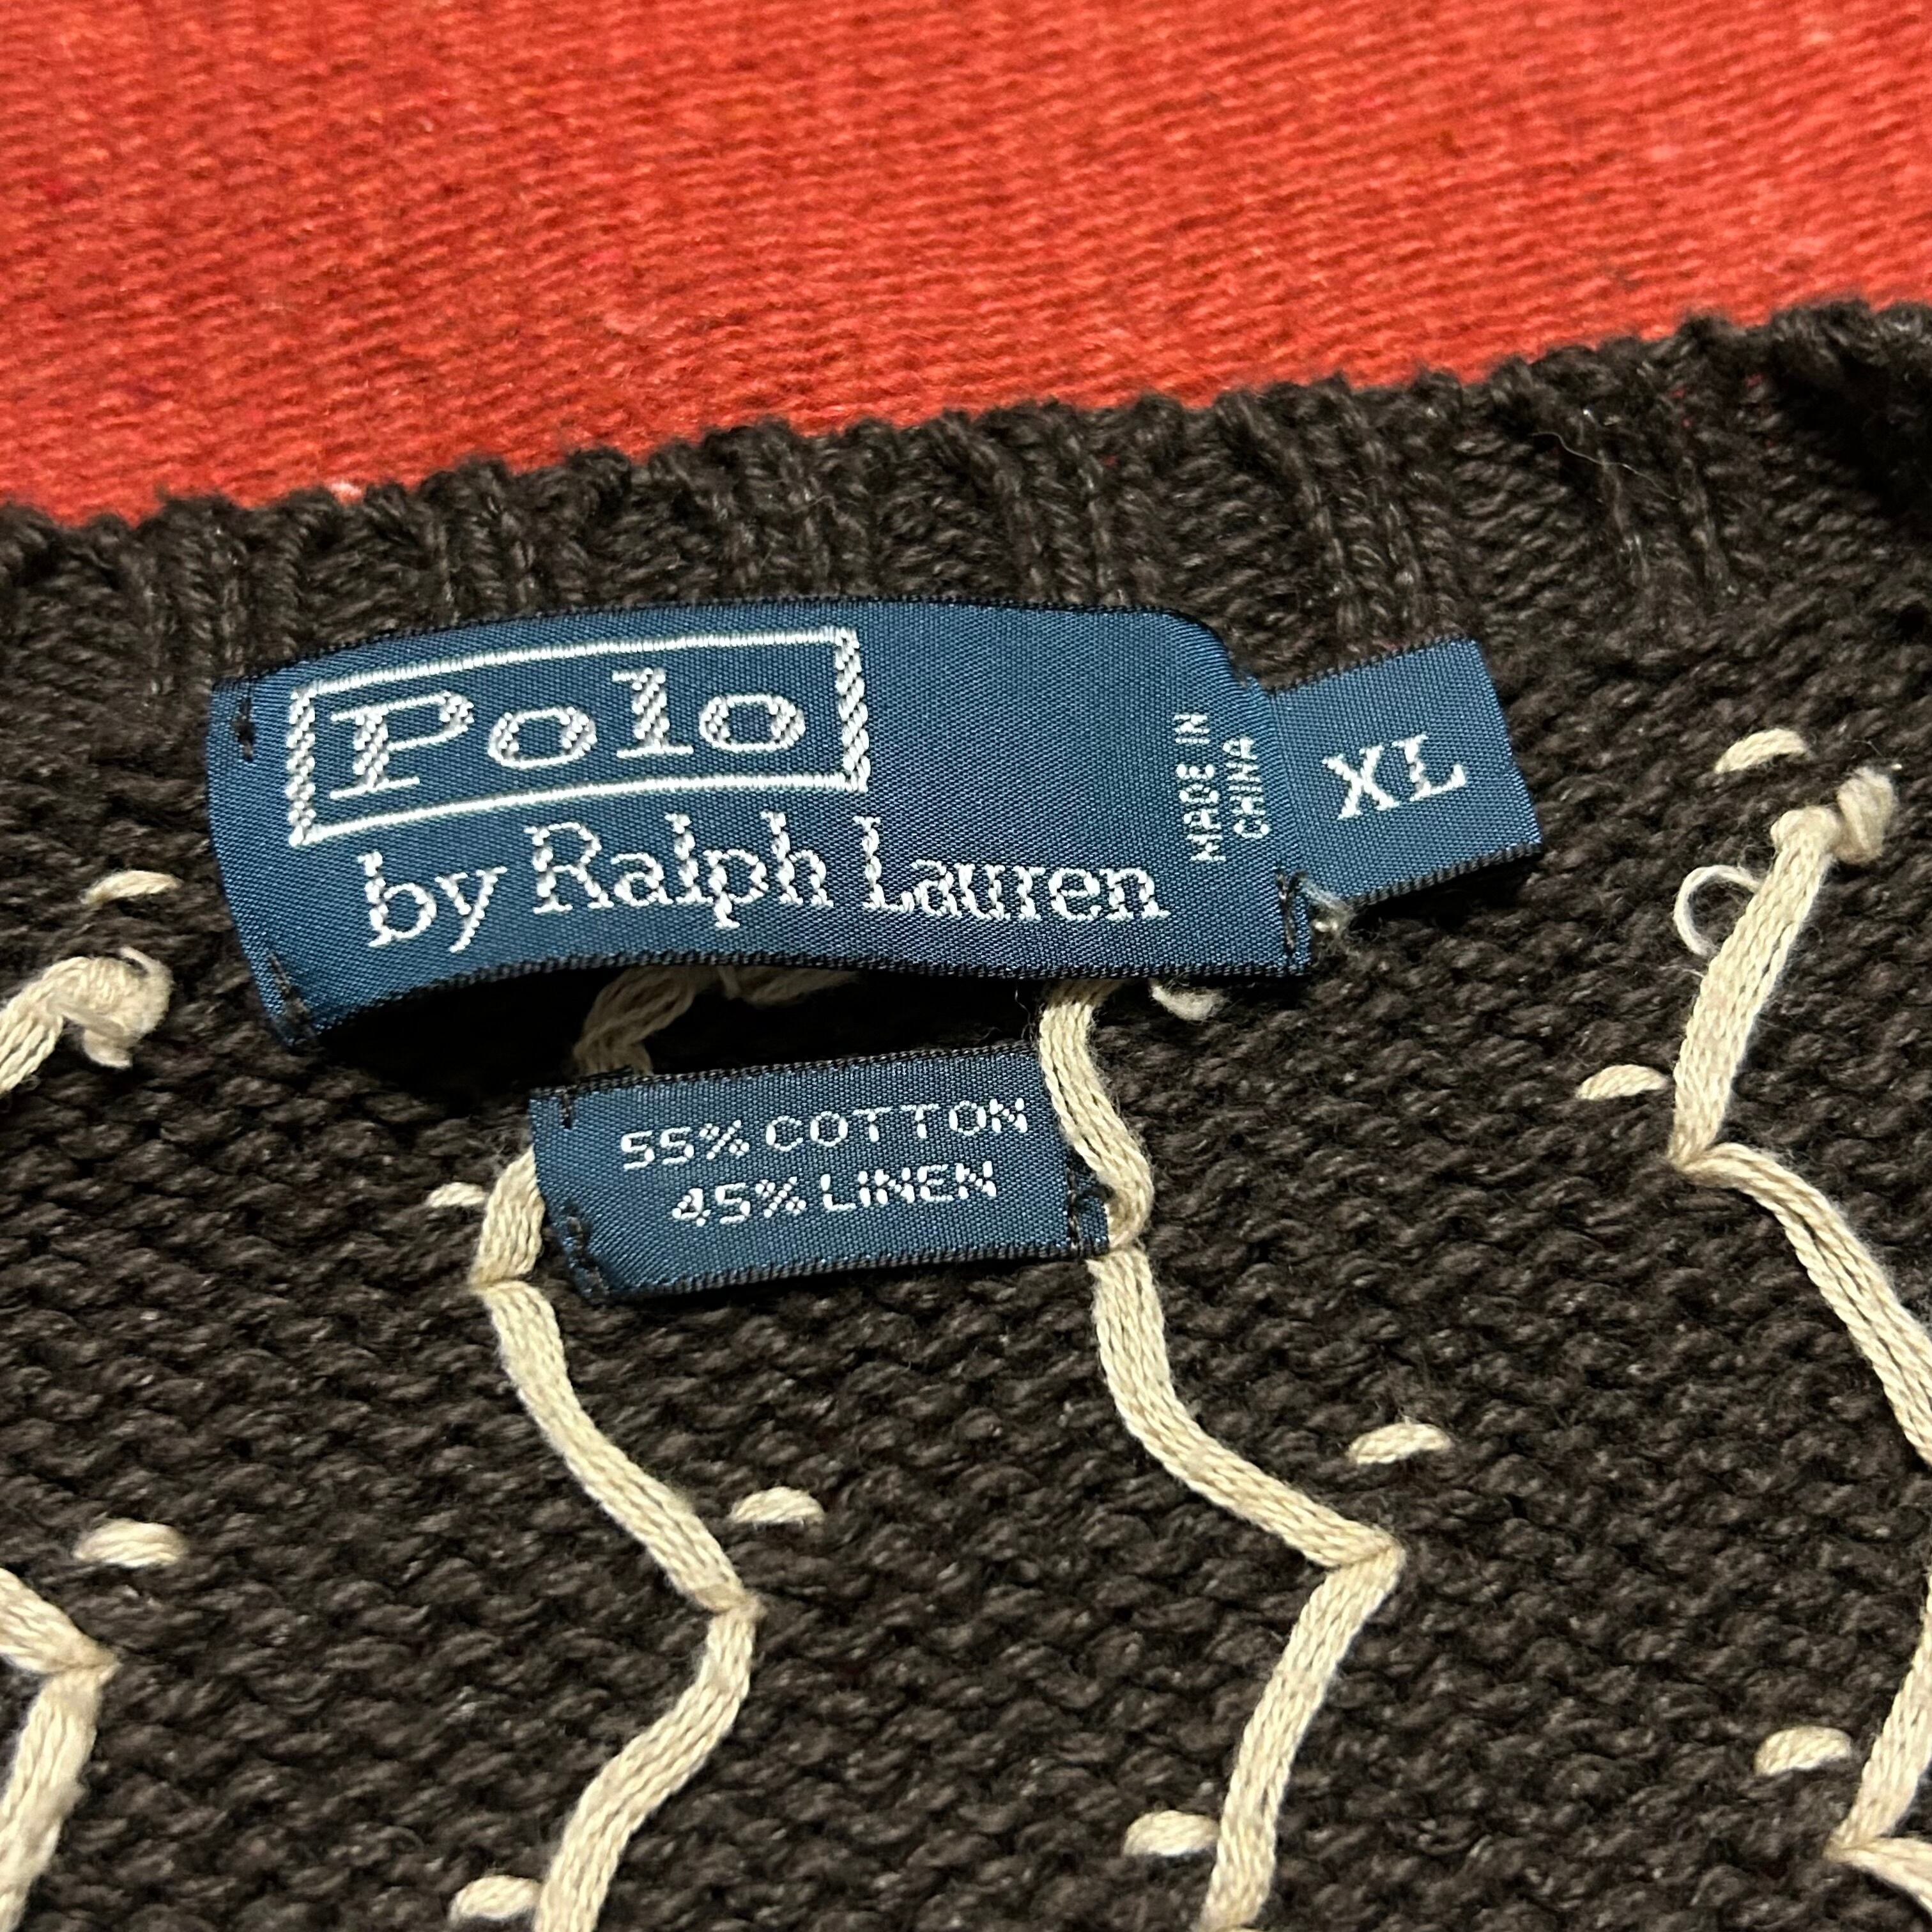 Polo
by Ralph Lauren
MADE IN
CHINA
XL
55% COTTON
45% LINEN